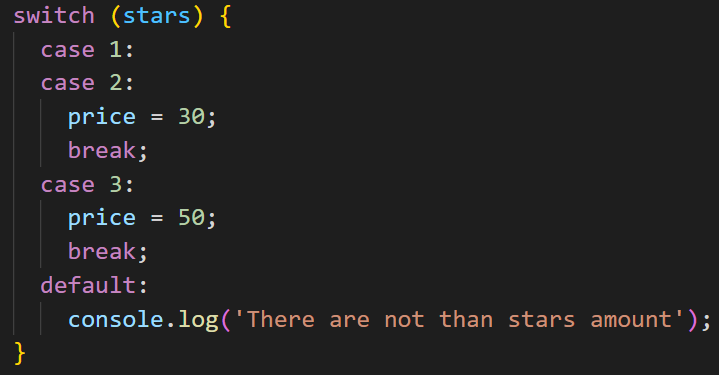 switch (stars) {
  case 1:
  case 2:
    price = 30;
    break;
  case 3:
    price = 50;
    break;
  default:
    console.log('There are not than stars amount');
}